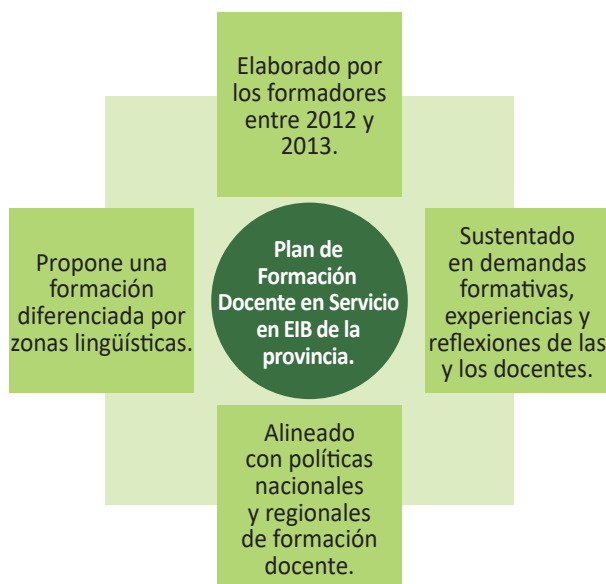 Elaborado por
los formadores
entre 2012 y
2013.
Propone una
formación
diferenciada por
zonas lingüísticas.
Plan de
Formación
Docente en Servicio
en EIB de la
provincia.
Sustentado
en demandas
formativas,
experiencias y
reflexiones de las
y los docentes.
Alineado
con políticas
nacionales
y regionales
de formación
docente.